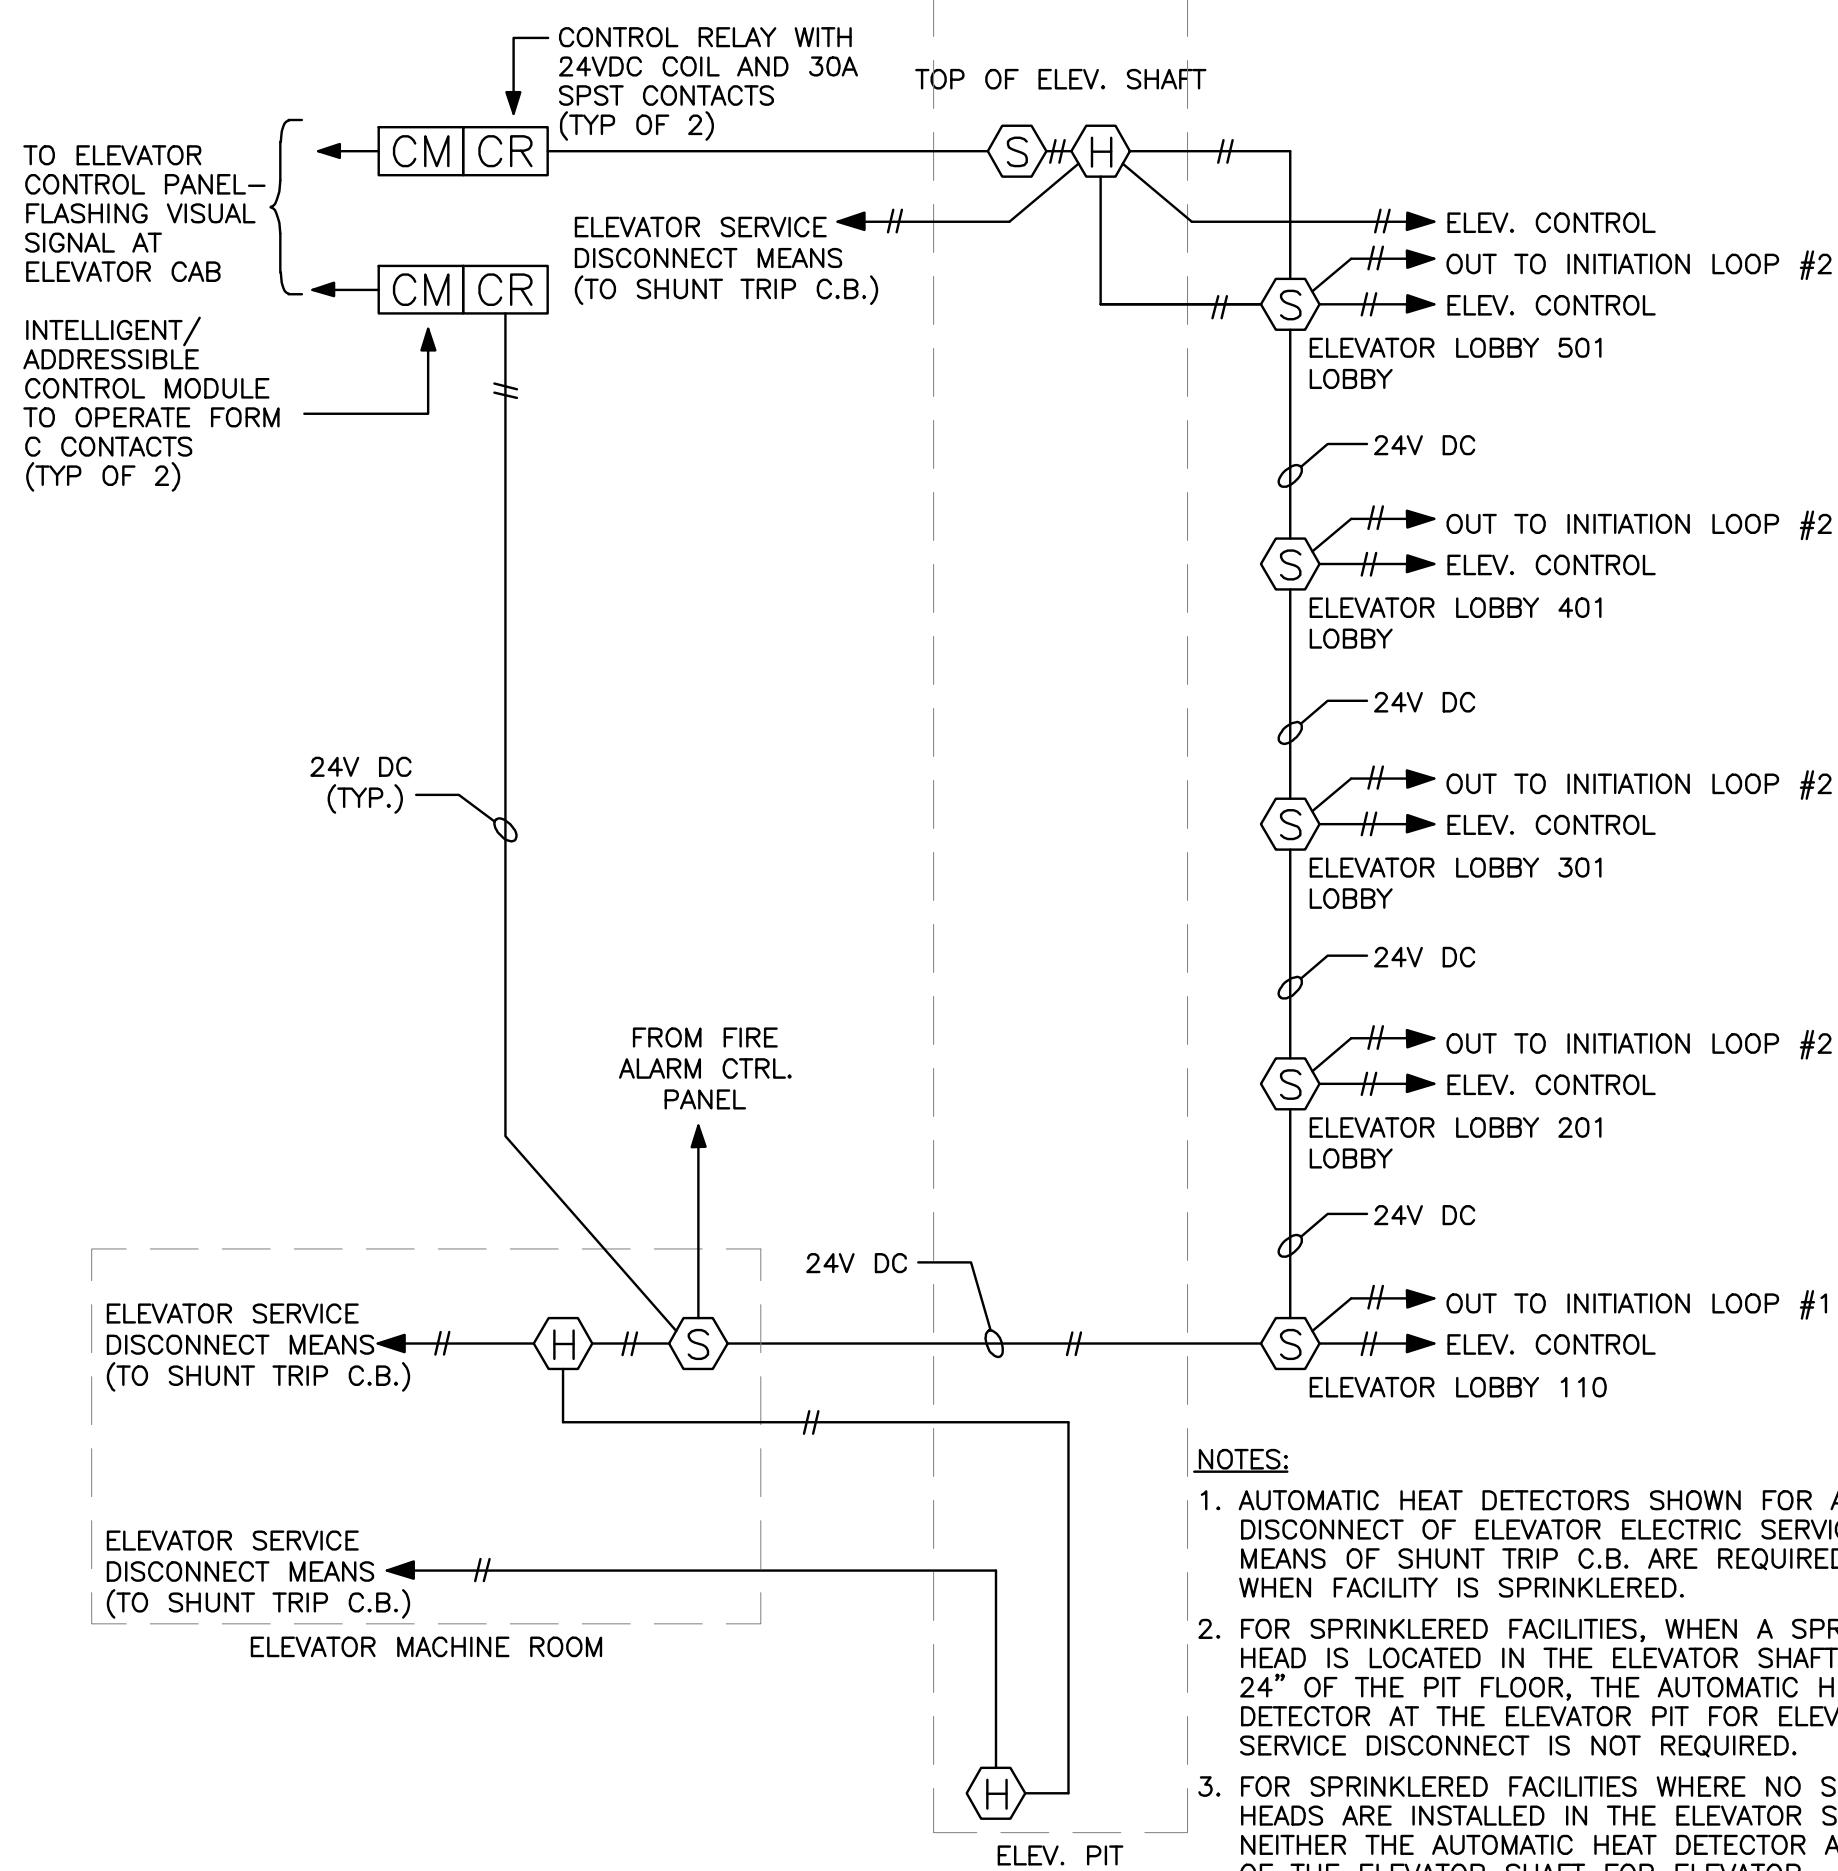 CONTROL RELAY WITH
24VDC COIL AND 30A
SPST CONTACTS
(TYP OF 2)
TOP OF ELEV. SHAFT
TO ELEVATOR
CONTROL PANEL-
FLASHING VISUAL
SIGNAL AT
ELEVATOR CAB
CM CR
S H
ELEVATOR SERVICE
DISCONNECT MEANS
(TO SHUNT TRIP C.B.)
ELEV. CONTROL
OUT TO INITIATION LOOP #2
CM CR
S
ELEV. CONTROL
ELEVATOR LOBBY 501
LOBBY
INTELLIGENT/
ADDRESSIBLE
CONTROL MODULE
TO OPERATE FORM
C CONTACTS
(TYP OF 2)
24V DC
OUT TO INITIATION LOOP #2
S
ELEV. CONTROL
ELEVATOR LOBBY 401
LOBBY
24V DC
24V DC
(TYP.)
OUT TO INITIATION LOOP #2
S
ELEV. CONTROL
ELEVATOR LOBBY 301
LOBBY
24V DC
FROM FIRE
ALARM CTRL.
PANEL
OUT TO INITIATION LOOP #2
S
ELEV. CONTROL
ELEVATOR LOBBY 201
LOBBY
24V DC
24V DC
OUT TO INITIATION LOOP #1
ELEVATOR SERVICE
DISCONNECT MEANS
(TO SHUNT TRIP C.B.)
H S
S
ELEV. CONTROL
ELEVATOR LOBBY 110
ELEVATOR SERVICE
DISCONNECT MEANS
(TO SHUNT TRIP C.B.)
ELEVATOR MACHINE ROOM
H
ELEV. PIT
NOTES:
1. AUTOMATIC HEAT DETECTORS SHOWN FOR
DISCONNECT OF ELEVATOR ELECTRIC
MEANS OF SHUNT TRIP C.B. ARE REQUIRED
WHEN FACILITY IS SPRINKLERED.
2. FOR SPRINKLERED FACILITIES, WHEN A
HEAD IS LOCATED IN THE ELEVATOR SHAFT
24" OF THE PIT FLOOR, THE AUTOMATIC
DETECTOR AT THE ELEVATOR PIT FOR
SERVICE DISCONNECT IS NOT REQUIRED.
3. FOR SPRINKLERED FACILITIES WHERE NO
HEADS ARE INSTALLED IN THE ELEVATOR
NEITHER THE AUTOMATIC HEAT DETECTOR
OF THE ELEVATOR SHAFT FOR ELEVATOR